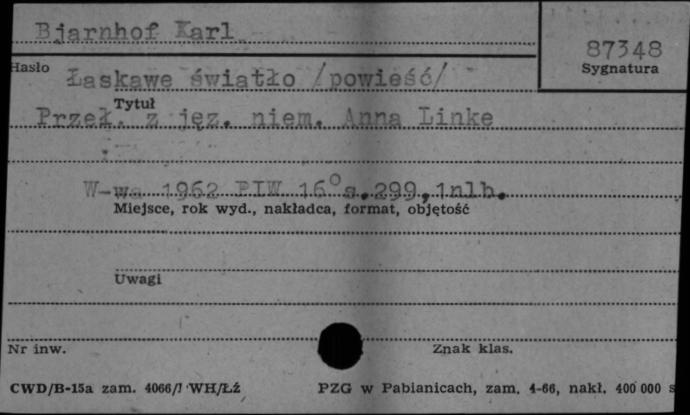 Bjarnhof Karl
87348
Sygnatura
Hasło
Łaskawe światło /powieść/
Tytuł
Przeł. z jęz. niem. Anna Linke
W-wa 1962 PIW 16° s.299,1nlb.
Miejsce, rok wyd., nakładca, format, objętość
Uwagi
Nr inw.
Znak klas.
CWD/B-15a zam. 4066/ WH/Łź
PZG w Pabianicach, zam. 4-66, nakł. 400 000 s